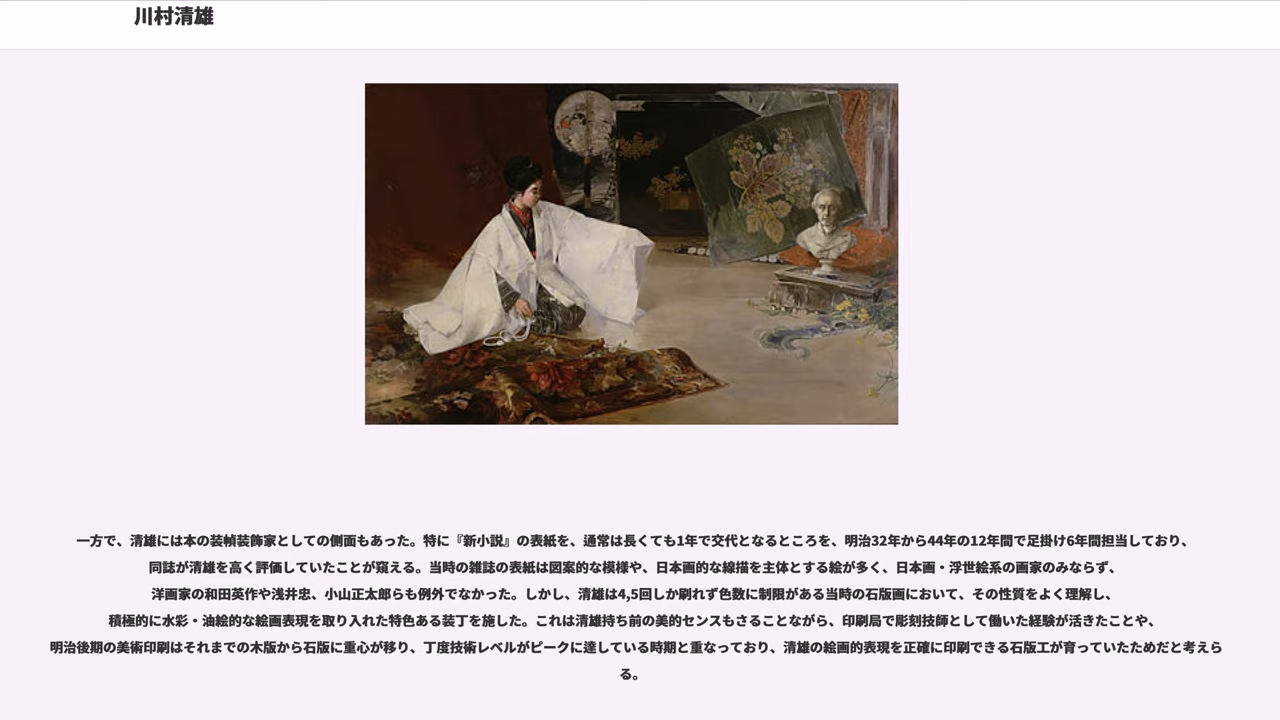 川村清雄
一方で、清雄には本の装幀装飾家としての側面もあった。特に『新小説』の表紙を、通常は長くても1年で交代となるところを、明治32年から44年の12年間で足掛け6年間担当しており、
同誌が清雄を高く評価していたことが窺える。当時の雑誌の表紙は図案的な模様や、日本画的な線描を主体とする絵が多く、日本画・浮世絵系の画家のみならず、
洋画家の和田英作や浅井忠、小山正太郎らも例外でなかった。しかし、清雄は4,5回しか刷れず色数に制限がある当時の石版画において、その性質をよく理解し、
積極的に水彩・油絵的な絵画表現を取り入れた特色ある装丁を施した。これは清雄持ち前の美的センスもさることながら、印刷局で彫刻技師として働いた経験が活きたことや、
明治後期の美術印刷はそれまでの木版から石版に重心が移り、丁度技術レベルがピークに達している時期と重なっており、清雄の絵画的表現を正確に印刷できる石版工が育っていたためだと考えら
る。